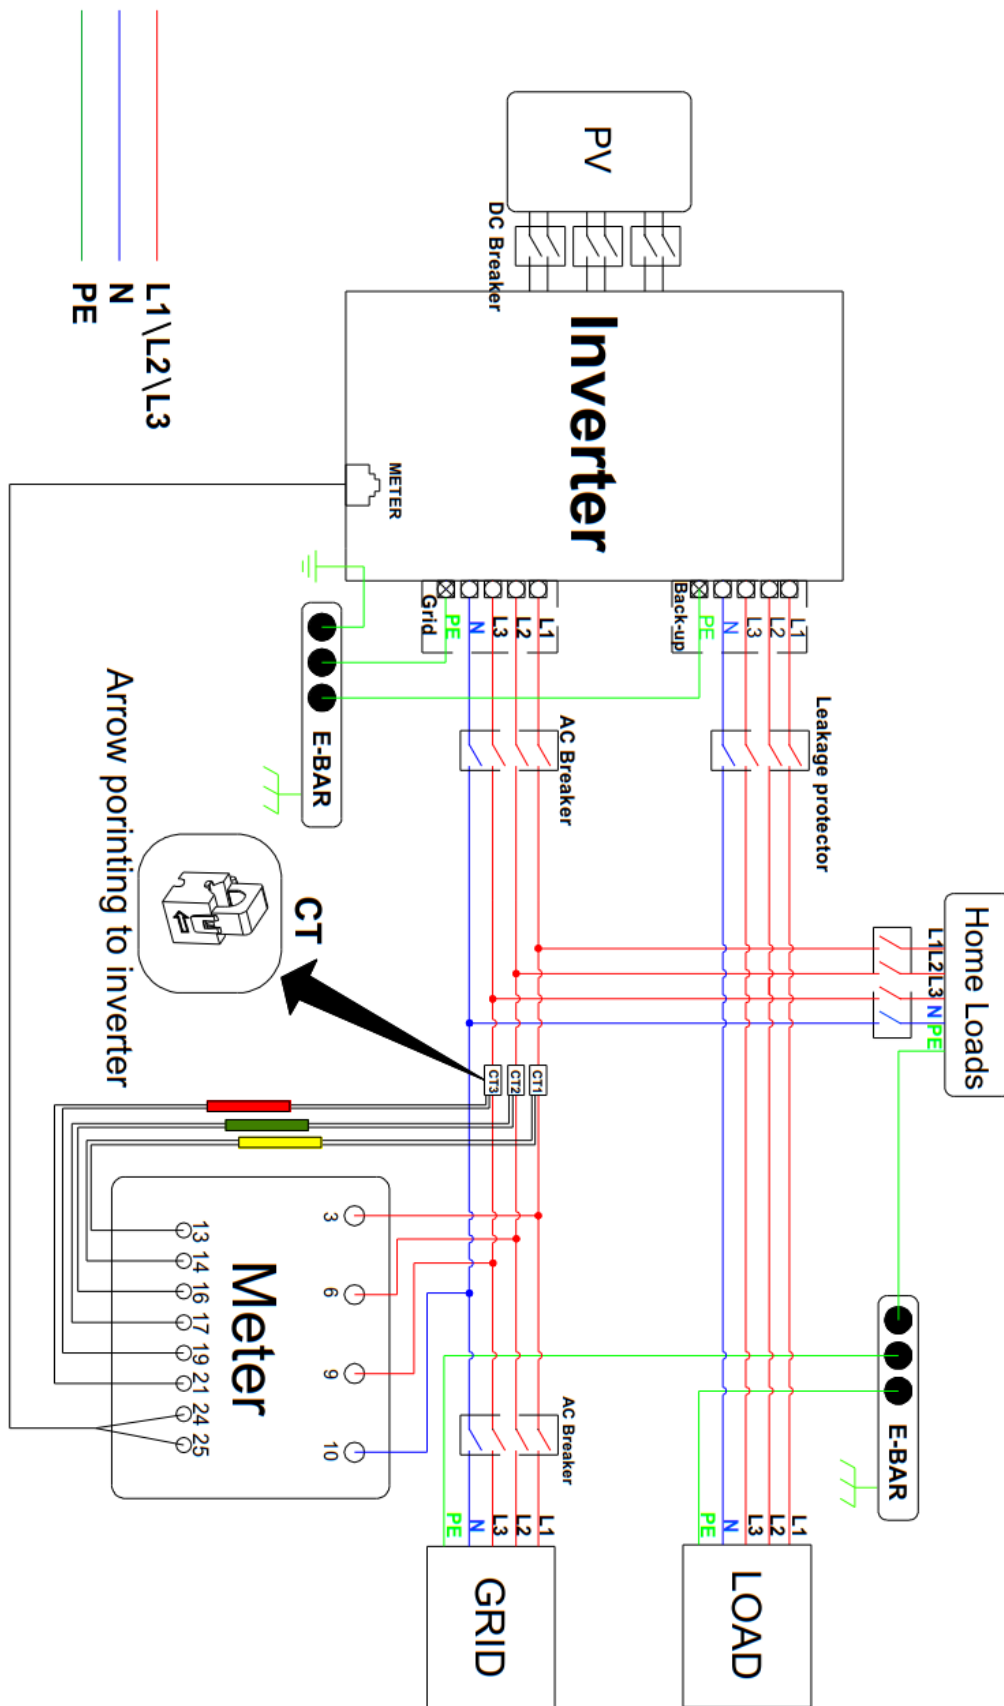 PV
DC Breaker
Inverter
METER
Back-up
L1
L2
L3
N
PE
Grid
L1
L2
L3
N
PE
L1\L2\L3
N
PE
Leakage protector
AC Breaker
E-BAR
Home Loads
L1L2L3 N PE
CT
Arrow porinting to inverter
CT1
CT2
CT3
Meter
3
6
9
10
13
14
16
17
19
21
24
25
AC Breaker
E-BAR
L1
L2
L3
N
PE
LOAD
L1
L2
L3
N
PE
GRID